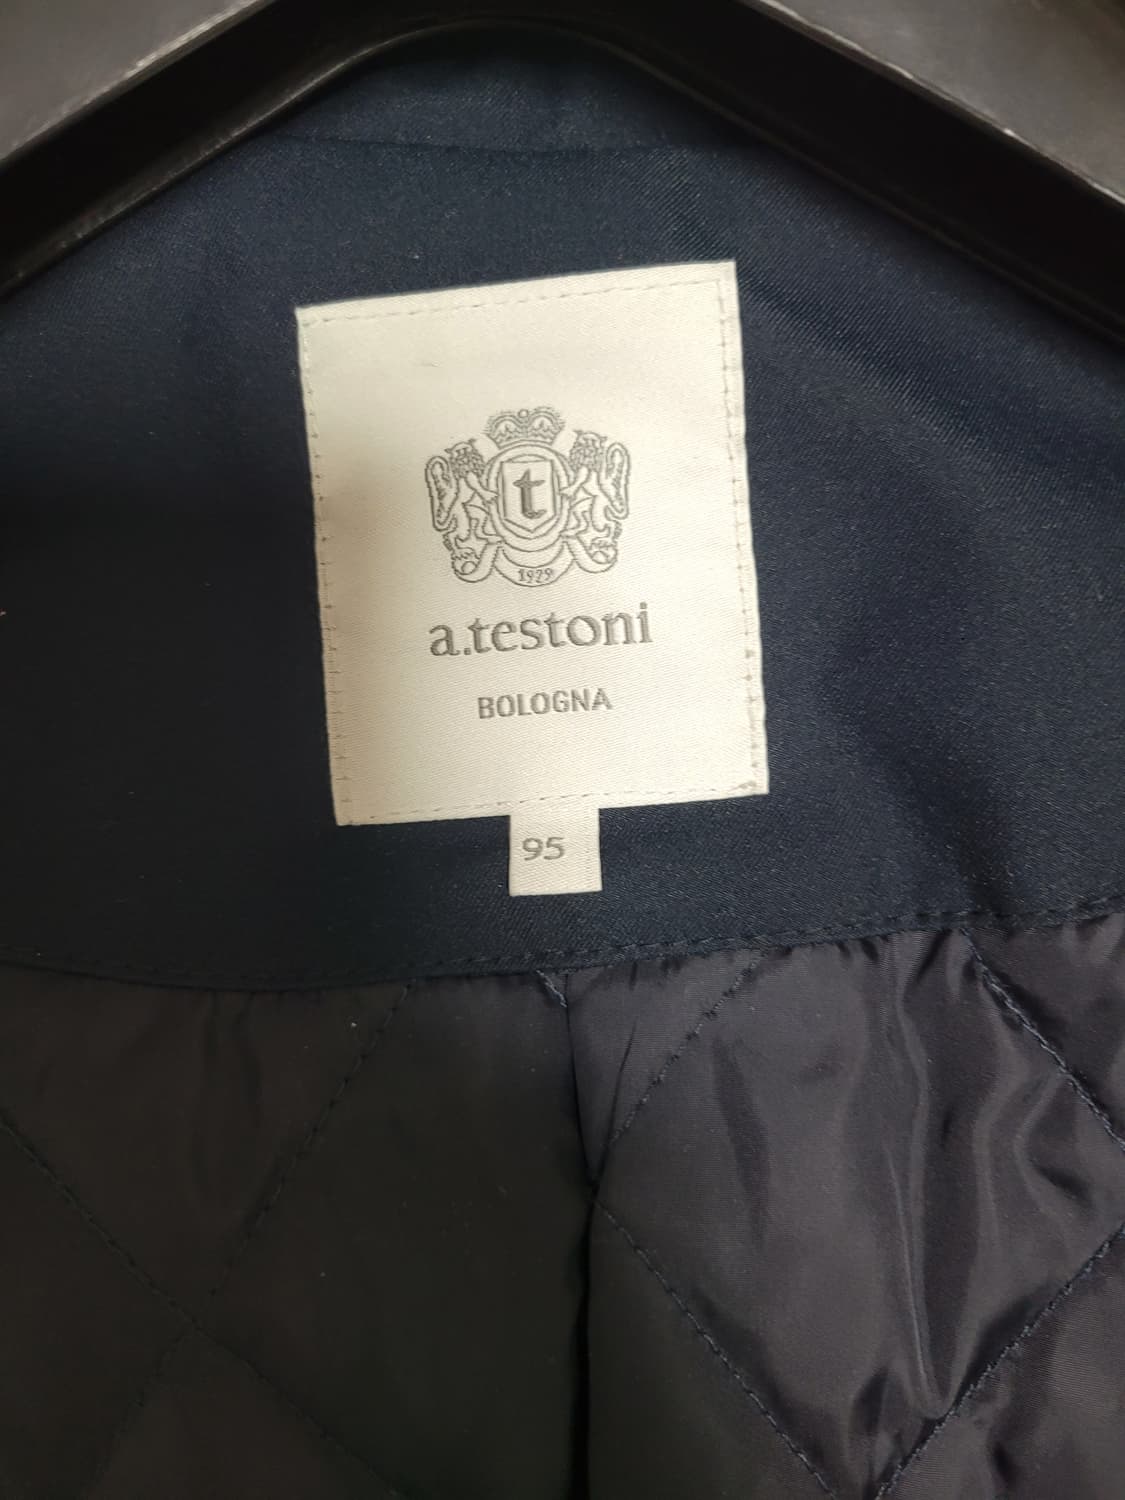 t
1929
a.testoni
BOLOGNA
95